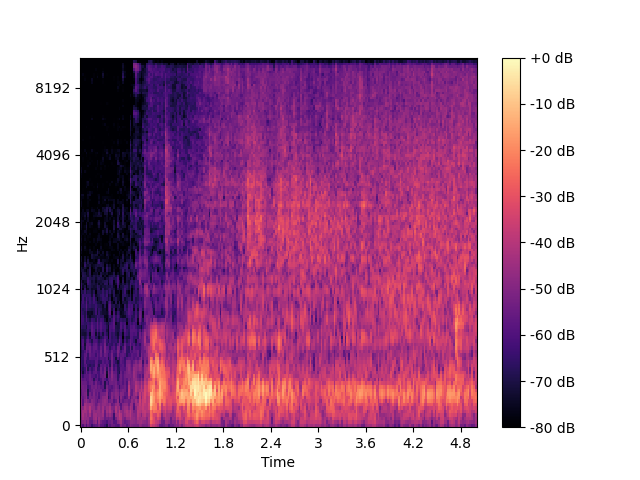 8192
4096
2048
1024
512
0
Hz
0 0.6 1.2 1.8 2.4 3 3.6 4.2 4.8
Time
+0 dB
-10 dB
-20 dB
-30 dB
-40 dB
-50 dB
-60 dB
-70 dB
-80 dB